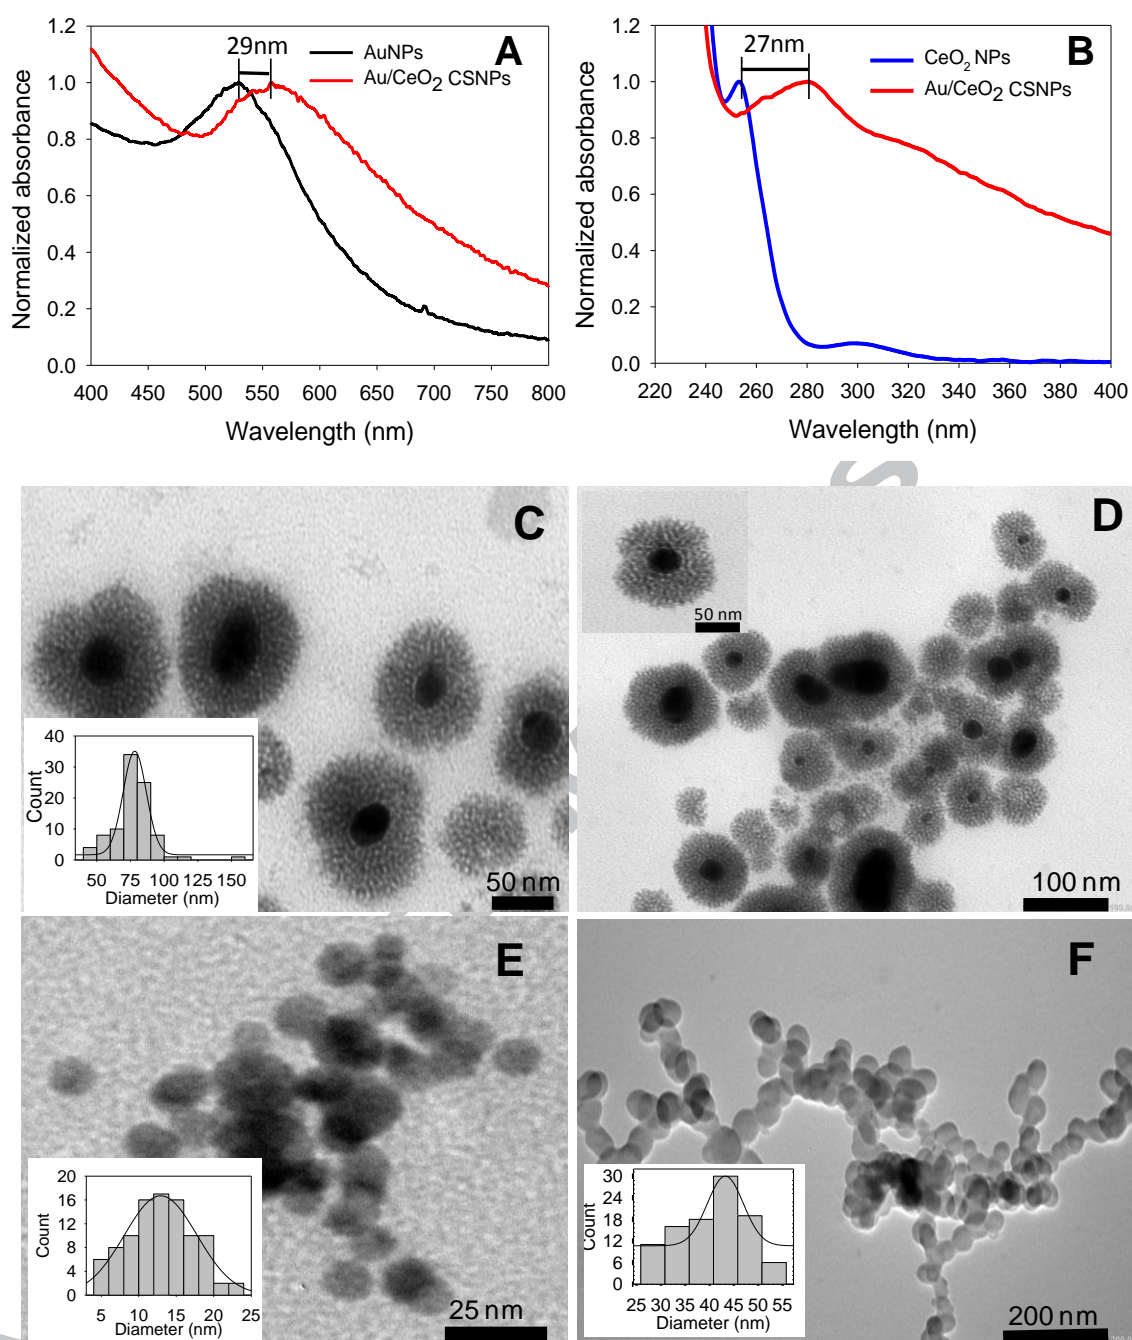 A
29nm
AuNPs
Au/CeO2 CSNPs
Normalized absorbance
1.2
1.0
0.8
0.6
0.4
0.2
0.0
400 450 500 550 600 650 700 750 800
Wavelength (nm)
B
27nm
CeO2 NPs
Au/CeO2 CSNPs
Normalized absorbance
1.2
1.0
0.8
0.6
0.4
0.2
0.0
220 240 260 280 300 320 340 360 380 400
Wavelength (nm)
S
C
40
30
20
10
0
Count
50 75 100 125 150
Diameter (nm)
50 nm
D
50 nm
100 nm
E
20
16
12
8
4
0
Count
5 10 15 20 25
Diameter (nm)
25 nm
F
30
24
18
12
6
0
Count
25 30 35 40 45 50 55
Diameter (nm)
200 nm